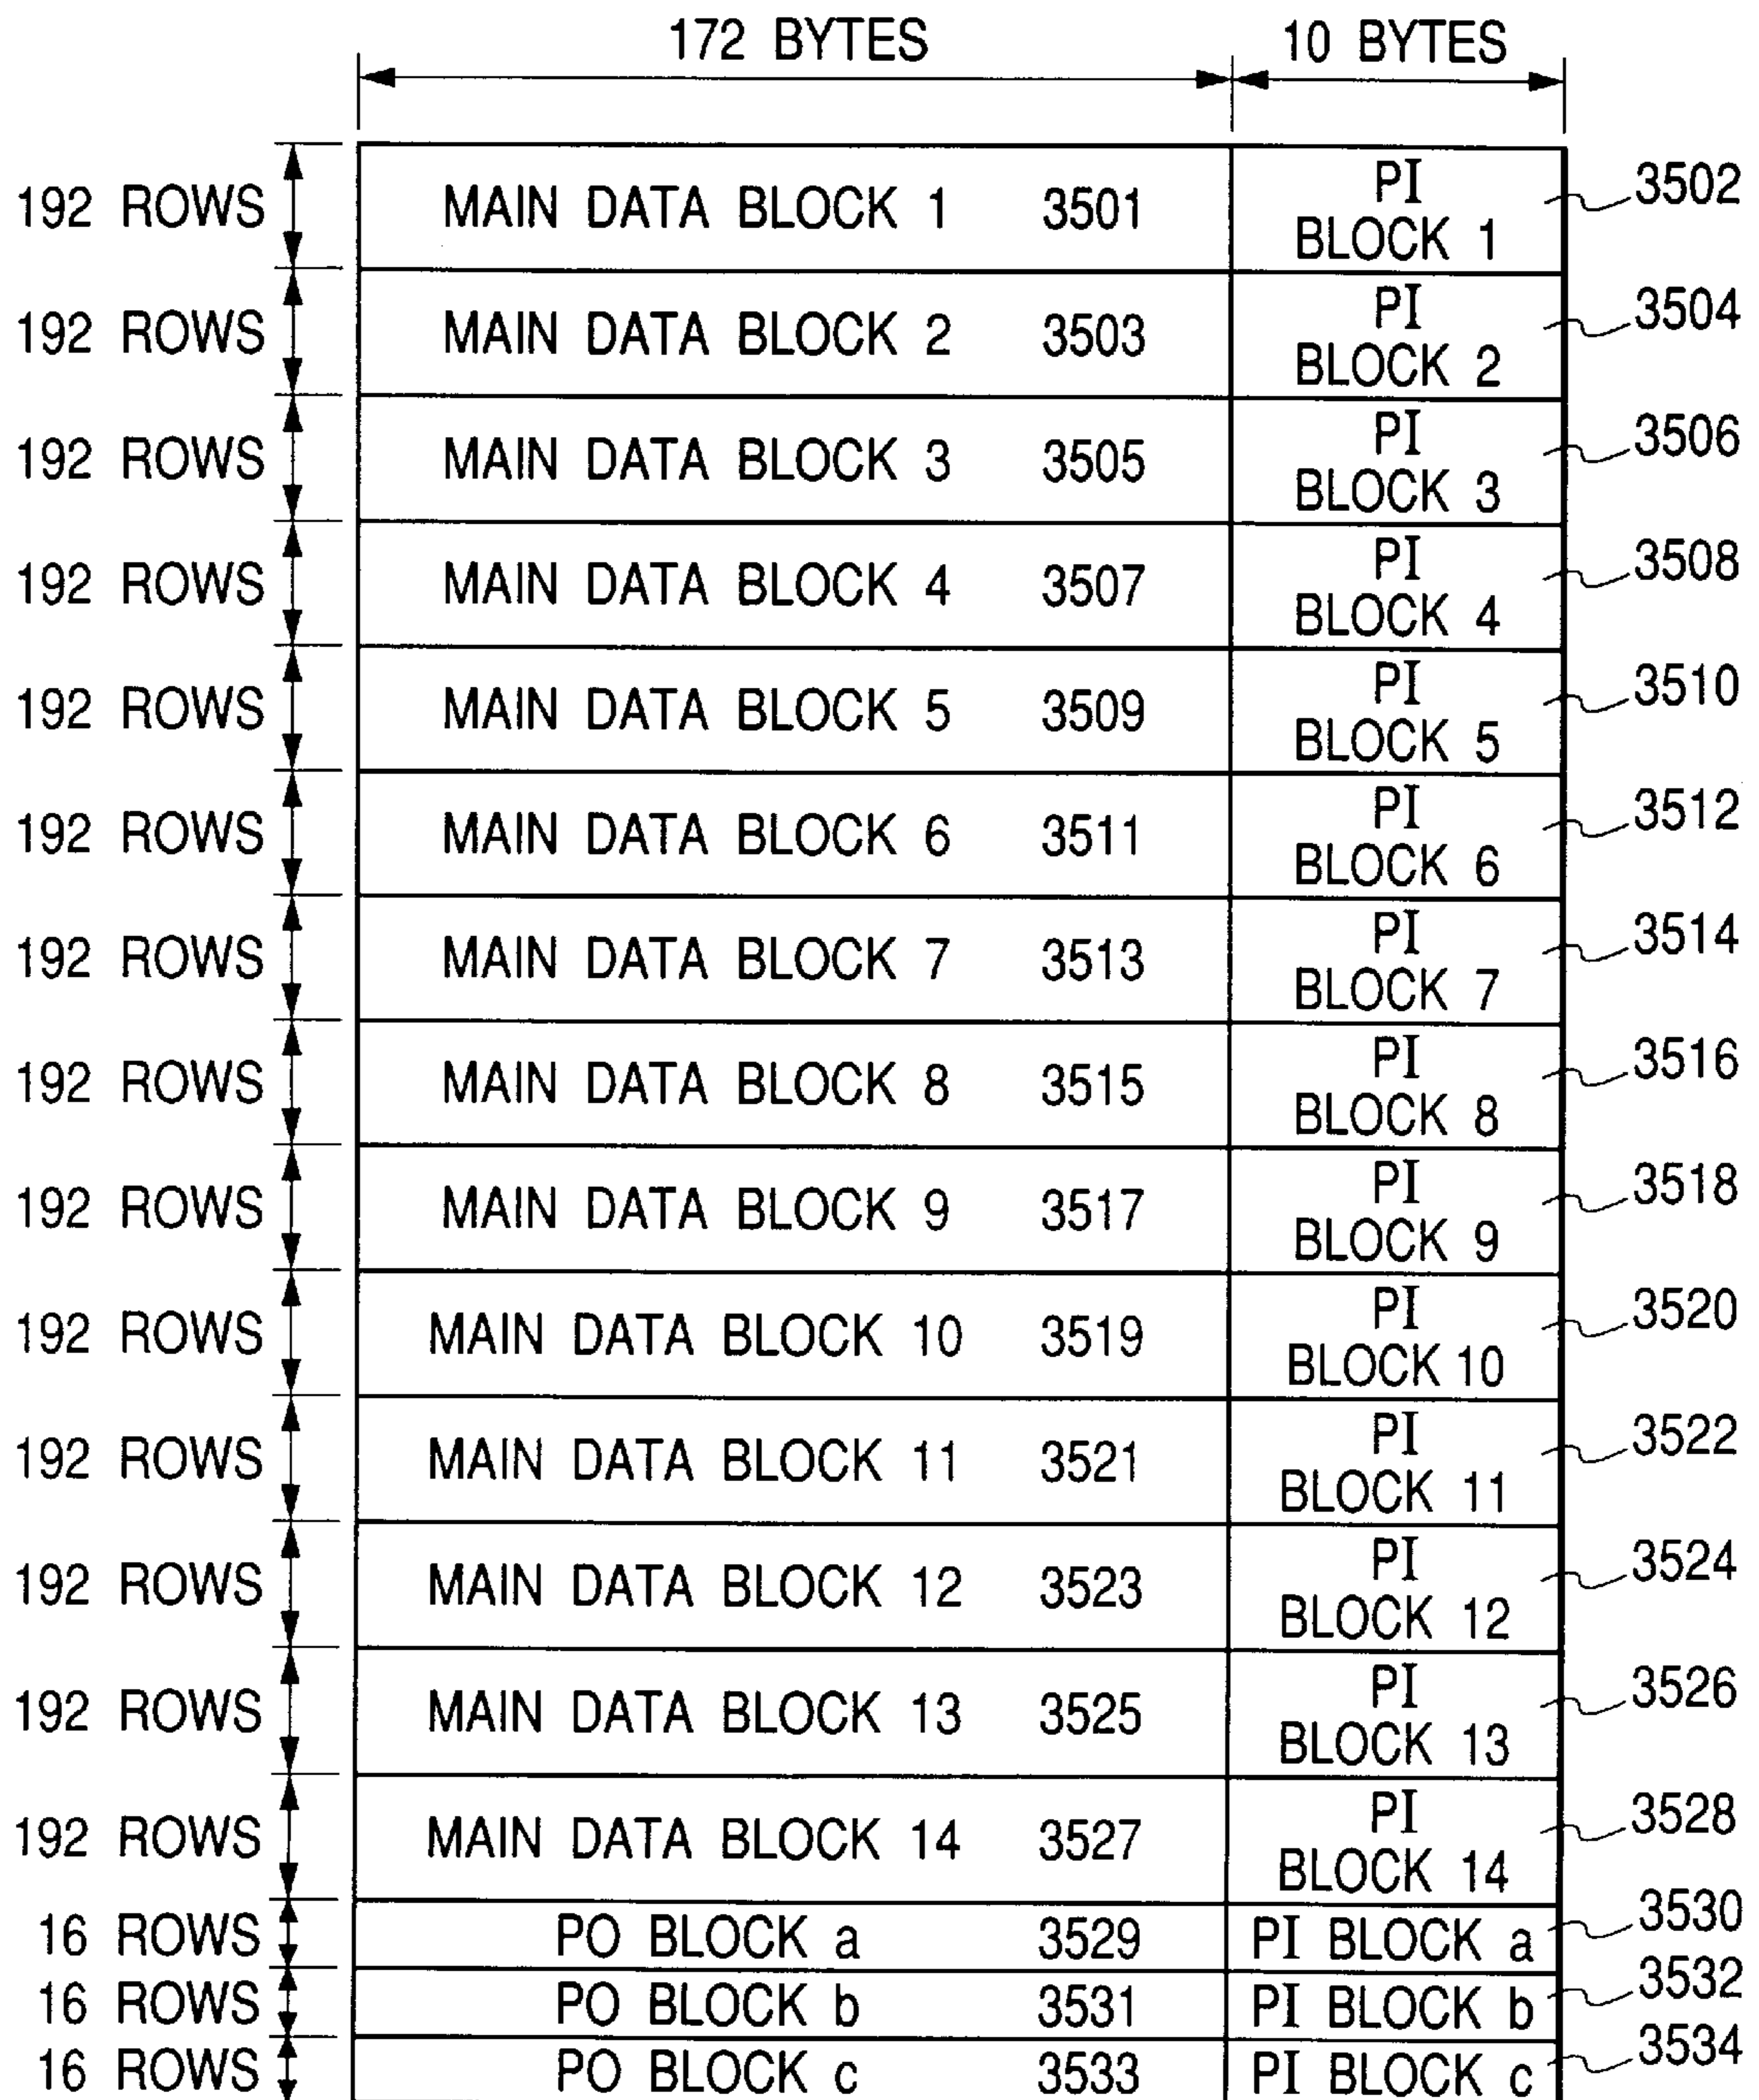 172 BYTES 10 BYTES
192 ROWS MAIN DATA BLOCK 1 3501 PI BLOCK 1 3502
192 ROWS MAIN DATA BLOCK 2 3503 PI BLOCK 2 3504
192 ROWS MAIN DATA BLOCK 3 3505 PI BLOCK 3 3506
192 ROWS MAIN DATA BLOCK 4 3507 PI BLOCK 4 3508
192 ROWS MAIN DATA BLOCK 5 3509 PI BLOCK 5 3510
192 ROWS MAIN DATA BLOCK 6 3511 PI BLOCK 6 3512
192 ROWS MAIN DATA BLOCK 7 3513 PI BLOCK 7 3514
192 ROWS MAIN DATA BLOCK 8 3515 PI BLOCK 8 3516
192 ROWS MAIN DATA BLOCK 9 3517 PI BLOCK 9 3518
192 ROWS MAIN DATA BLOCK 10 3519 PI BLOCK 10 3520
192 ROWS MAIN DATA BLOCK 11 3521 PI BLOCK 11 3522
192 ROWS MAIN DATA BLOCK 12 3523 PI BLOCK 12 3524
192 ROWS MAIN DATA BLOCK 13 3525 PI BLOCK 13 3526
192 ROWS MAIN DATA BLOCK 14 3527 PI BLOCK 14 3528
16 ROWS PO BLOCK a 3529 PI BLOCK a 3530
16 ROWS PO BLOCK b 3531 PI BLOCK b 3532
16 ROWS PO BLOCK c 3533 PI BLOCK c 3534